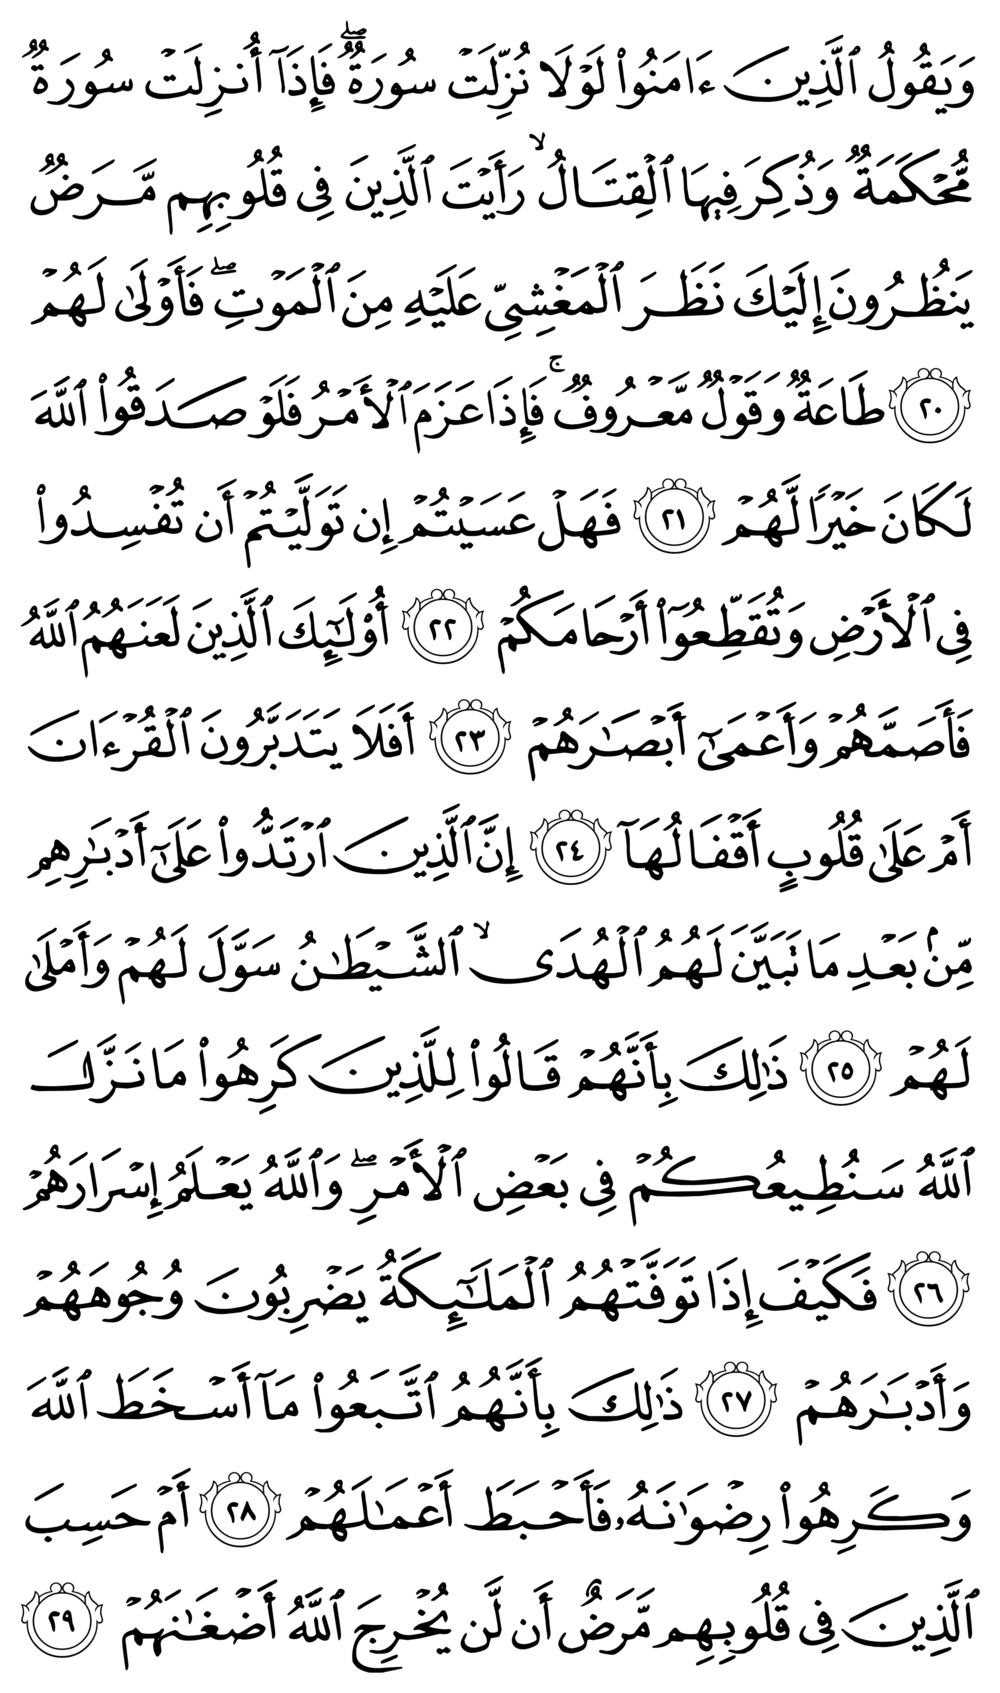 وَيَقُولُ ٱلَّذِينَ ءَامَنُواْ لَوۡلَا نُزِّلَتۡ سُورَةٞۖ فَإِذَآ أُنزِلَتۡ سُورَةٞ
مُّحۡكَمَةٞ وَذُكِرَ فِيهَا ٱلۡقِتَالُ ۙ رَأَيۡتَ ٱلَّذِينَ فِي قُلُوبِهِم مَّرَضٞ
يَنظُرُونَ إِلَيۡكَ نَظَرَ ٱلۡمَغۡشِيِّ عَلَيۡهِ مِنَ ٱلۡمَوۡتِۖ فَأَوۡلَىٰ لَهُمۡ
٢٠ طَاعَةٞ وَقَوۡلٞ مَّعۡرُوفٞۚ فَإِذَا عَزَمَ ٱلۡأَمۡرُ فَلَوۡ صَدَقُواْ ٱللَّهَ
لَكَانَ خَيۡرٗا لَّهُمۡ ٢١ فَهَلۡ عَسَيۡتُمۡ إِن تَوَلَّيۡتُمۡ أَن تُفۡسِدُواْ
فِي ٱلۡأَرۡضِ وَتُقَطِّعُوٓاْ أَرۡحَامَكُمۡ ٢٢ أُوْلَٰٓئِكَ ٱلَّذِينَ لَعَنَهُمُ ٱللَّهُ
فَأَصَمَّهُمۡ وَأَعۡمَىٰٓ أَبۡصَٰرَهُمۡ ٢٣ أَفَلَا يَتَدَبَّرُونَ ٱلۡقُرۡءَانَ
أَمۡ عَلَىٰ قُلُوبٍ أَقۡفَالُهَآ ٢٤ إِنَّ ٱلَّذِينَ ٱرۡتَدُّواْ عَلَىٰٓ أَدۡبَٰرِهِم
مِّنۢ بَعۡدِ مَا تَبَيَّنَ لَهُمُ ٱلۡهُدَى ۙ ٱلشَّيۡطَٰنُ سَوَّلَ لَهُمۡ وَأَمۡلَىٰ
لَهُمۡ ٢٥ ذَٰلِكَ بِأَنَّهُمۡ قَالُواْ لِلَّذِينَ كَرِهُواْ مَا نَزَّلَ
ٱللَّهُ سَنُطِيعُكُمۡ فِي بَعۡضِ ٱلۡأَمۡرِۖ وَٱللَّهُ يَعۡلَمُ إِسۡرَارَهُمۡ
٢٦ فَكَيۡفَ إِذَا تَوَفَّتۡهُمُ ٱلۡمَلَٰٓئِكَةُ يَضۡرِبُونَ وُجُوهَهُمۡ
وَأَدۡبَٰرَهُمۡ ٢٧ ذَٰلِكَ بِأَنَّهُمُ ٱتَّبَعُواْ مَآ أَسۡخَطَ ٱللَّهَ
وَكَرِهُواْ رِضۡوَٰنَهُۥ فَأَحۡبَطَ أَعۡمَٰلَهُمۡ ٢٨ أَمۡ حَسِبَ
ٱلَّذِينَ فِي قُلُوبِهِم مَّرَضٌ أَن لَّن يُخۡرِجَ ٱللَّهُ أَضۡغَٰنَهُمۡ ٢٩